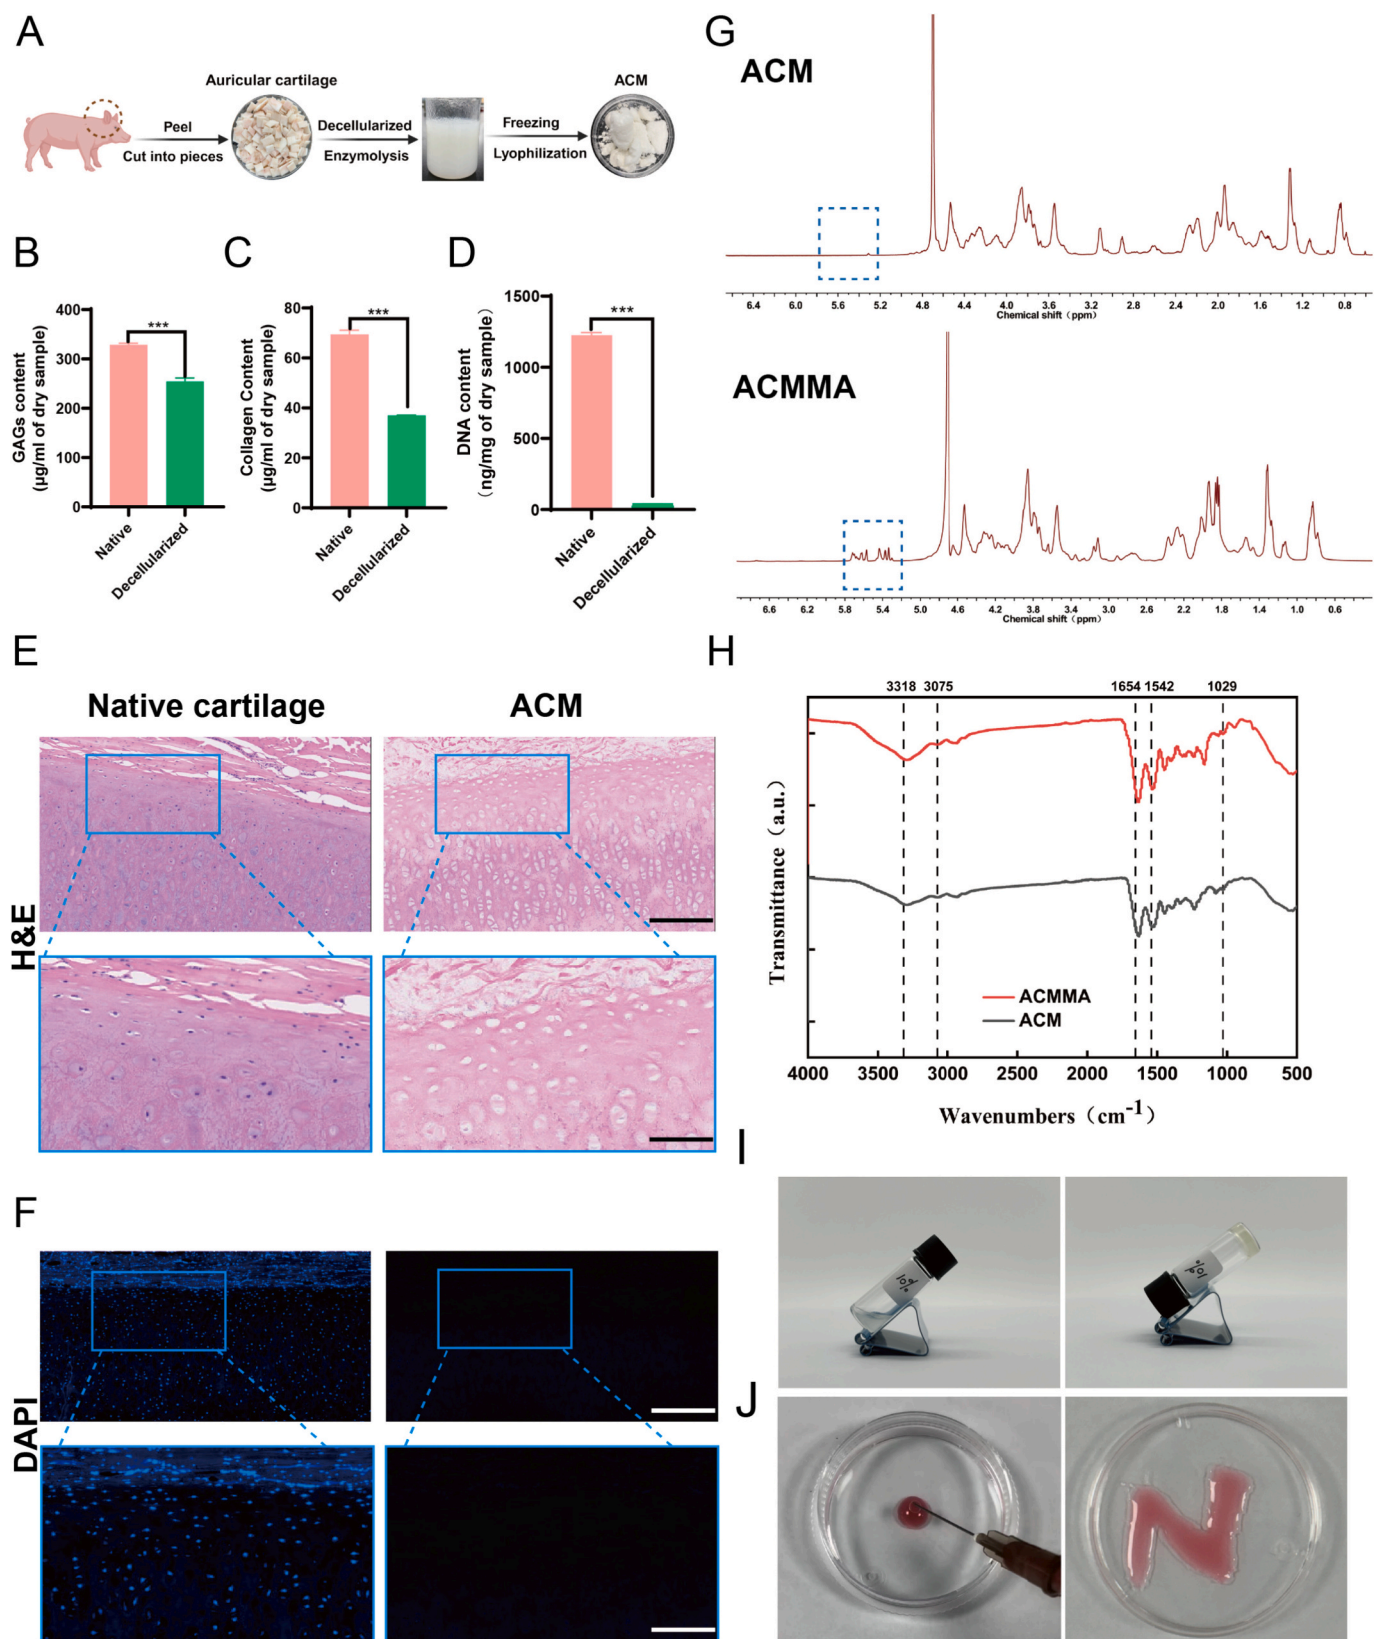 A
Auricular cartilage
ACM
Peel
Cut into pieces
Decellularized
Enzymolysis
Freezing
Lyophilization
B
GAGs content
(μg/ml of dry sample)
400
300
200
100
0
***
Native
Decellularized
C
Collagen Content
(μg/ml of dry sample)
80
60
40
20
0
***
Native
Decellularized
D
DNA content
(ng/mg of dry sample)
1500
1000
500
0
***
Native
Decellularized
E
Native cartilage
ACM
H&E
F
DAPI
G
ACM
6.4 6.0 5.6 5.2 4.8 4.4 4.0 3.6 3.2 2.8 2.4 2.0 1.6 1.2 0.8
Chemical shift (ppm)
ACMMA
6.6 6.2 5.8 5.4 5.0 4.6 4.2 3.8 3.4 3.0 2.6 2.2 1.8 1.4 1.0 0.6
Chemical shift (ppm)
H
3318 3075 1654 1542 1029
Transmittance (a.u.)
ACMMA
ACM
4000 3500 3000 2500 2000 1500 1000 500
Wavenumbers (cm-1)
I
10%
10%
J
N